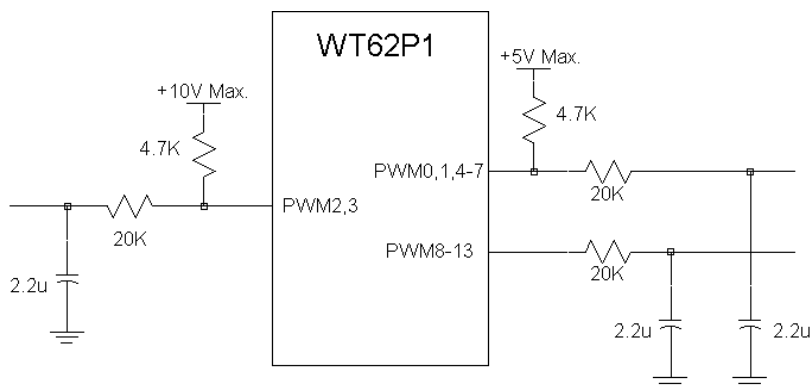 WT62P1
+5V Max.
+10V Max.
4.7K
4.7K
PWM0,1,4-7
20K
PWM2,3
20K
PWM8-13
20K
2.2u
2.2u
2.2u